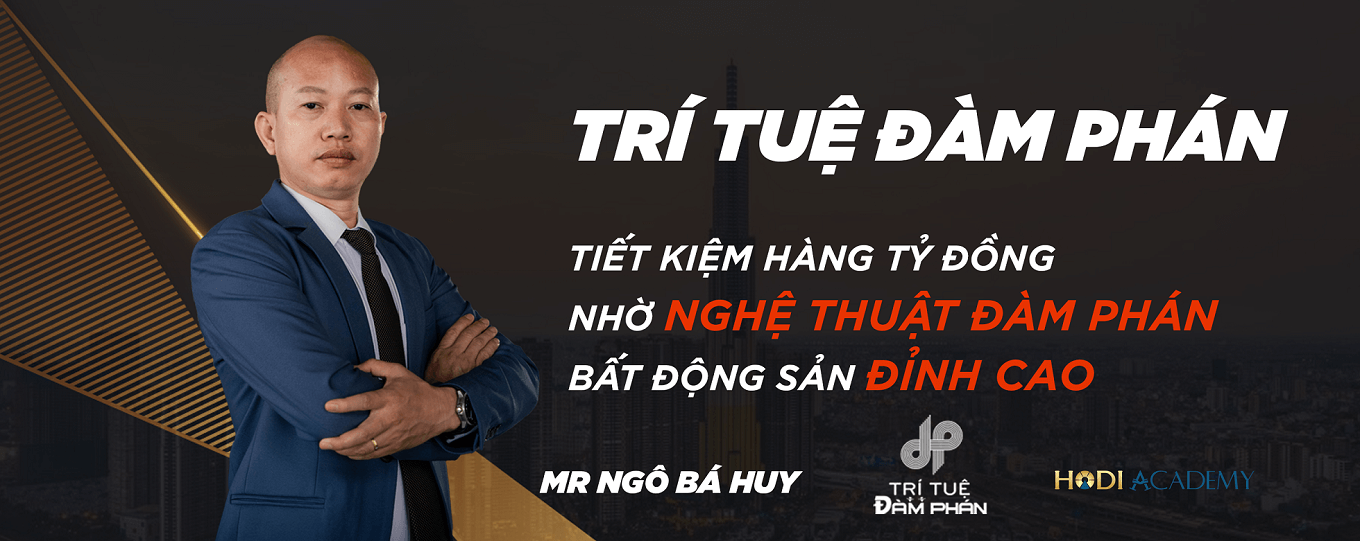 TRÍ TUỆ ĐÀM PHÁN
TIẾT KIỆM HÀNG TỶ ĐỒNG
NHỜ NGHỆ THUẬT ĐÀM PHÁN
BẤT ĐỘNG SẢN ĐỈNH CAO
MR NGÔ BÁ HUY
TRÍ TUỆ
ĐÀM PHÁN
HODI ACADEMY